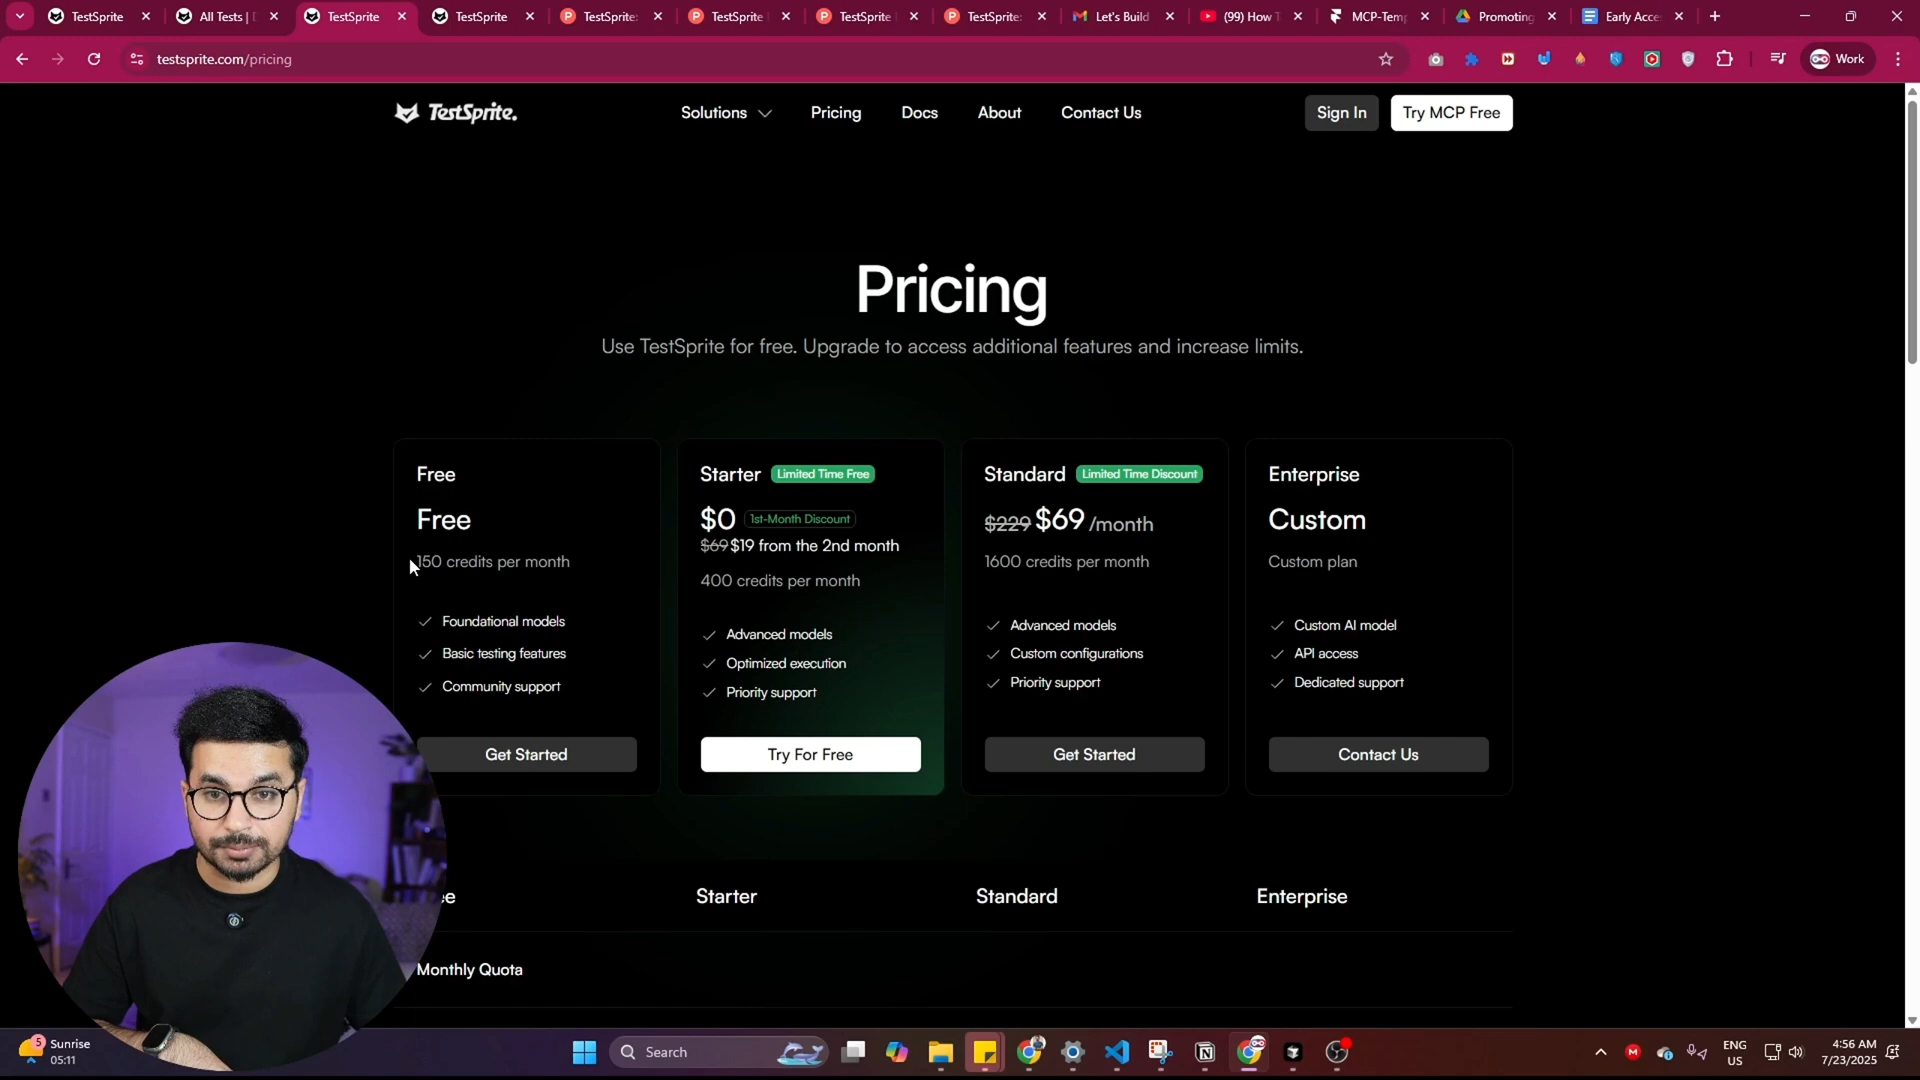 TestSprite
All Tests |
TestSprite
TestSprite
TestSprite:
TestSprite
TestSprite
TestSprite:
Let's Build
(99) How
MCP-Temp
Promoting
Early Acce
testsprite.com/pricing
Work
TestSprite.
Solutions
Pricing
Docs
About
Contact Us
Sign In
Try MCP Free
Pricing
Use TestSprite for free. Upgrade to access additional features and increase limits.
Free
Free
150 credits per month
Foundational models
Basic testing features
Community support
Get Started
Starter Limited Time Free
$0 1st-Month Discount
$69 $19 from the 2nd month
400 credits per month
Advanced models
Optimized execution
Priority support
Try For Free
Standard Limited Time Discount
$229 $69 /month
1600 credits per month
Advanced models
Custom configurations
Priority support
Get Started
Enterprise
Custom
Custom plan
Custom AI model
API access
Dedicated support
Contact Us
ee
Starter
Standard
Enterprise
Monthly Quota
5
Sunrise
05:11
Search
ENG
US
4:56 AM
7/23/2025